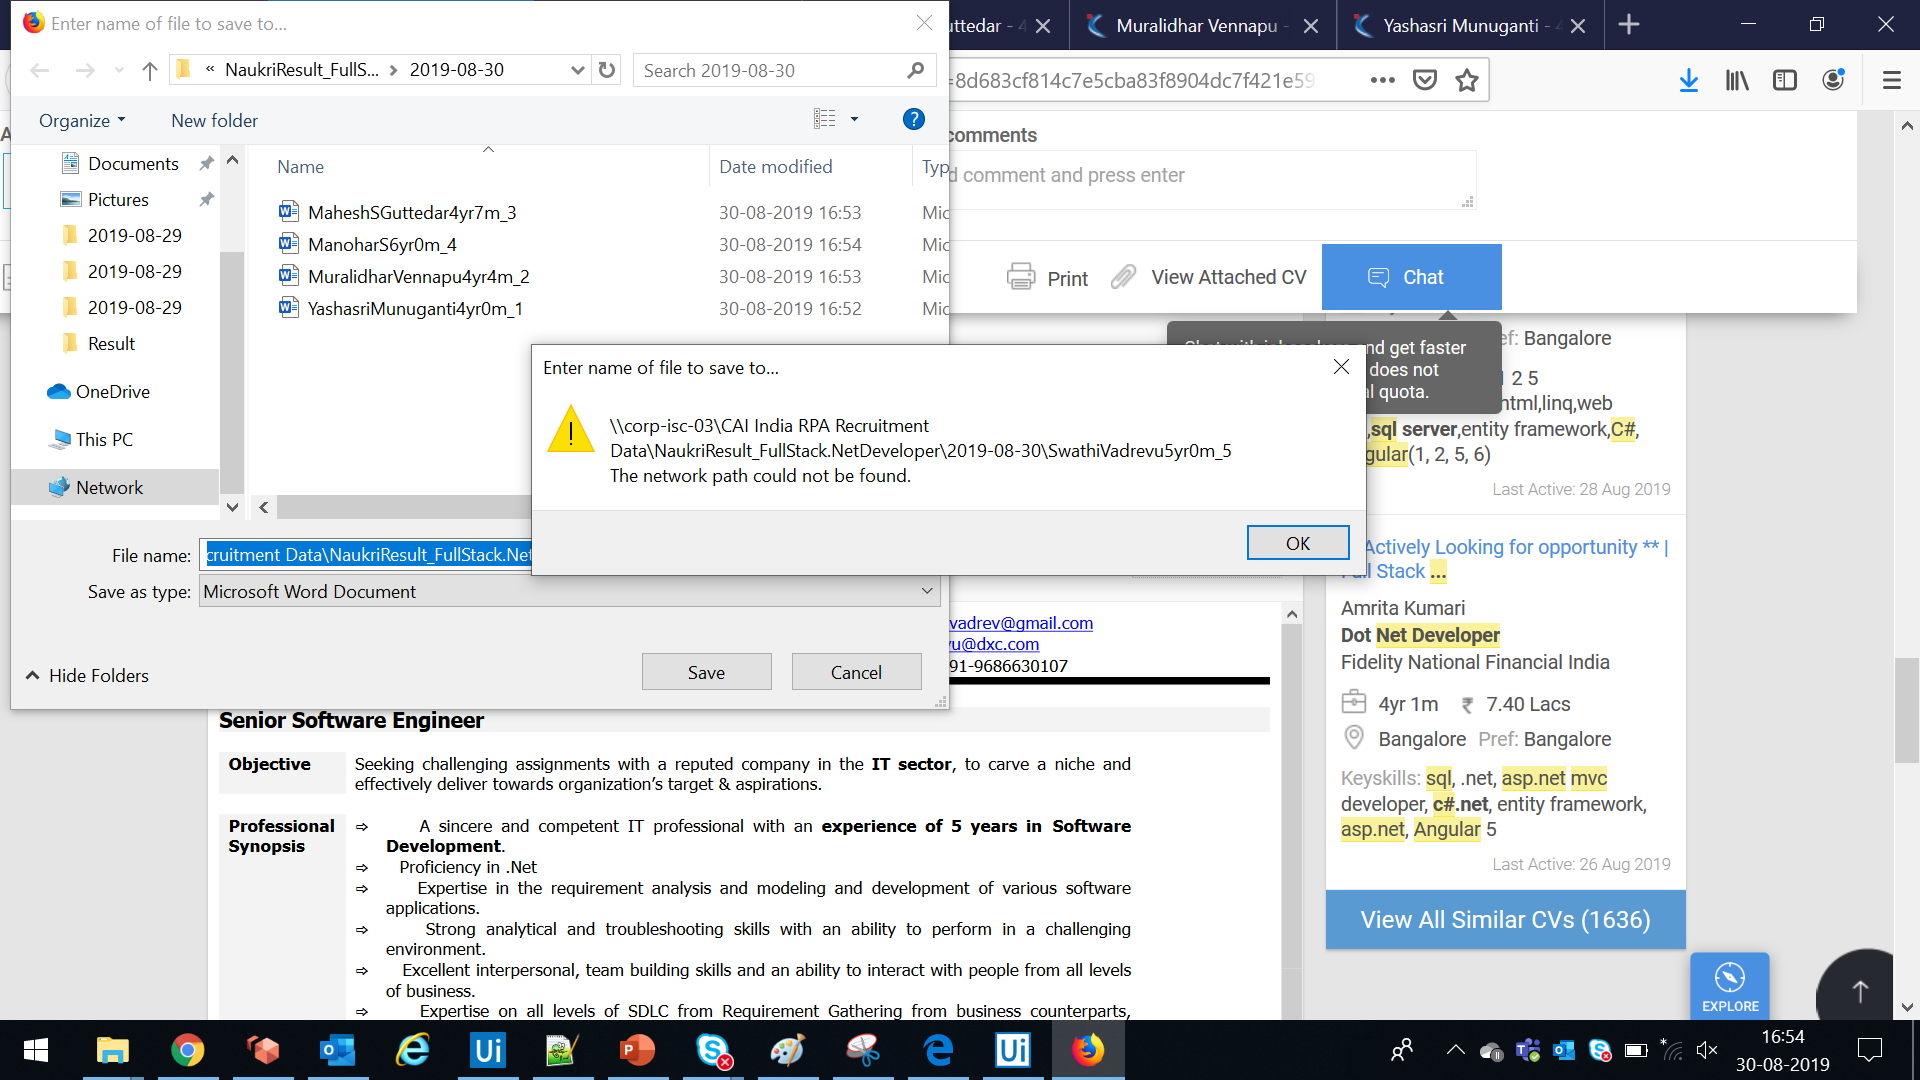 Enter name of file to save to...
« NaukriResult_FullS... > 2019-08-30
Search 2019-08-30
Organize
New folder
?
Documents
Pictures
2019-08-29
2019-08-29
2019-08-29
Result
OneDrive
This PC
Network
Name
Date modified
Typ
MaheshSGuttedar4yr7m_3
30-08-2019 16:53
Mic
ManoharS6yr0m_4
30-08-2019 16:54
Mic
MuralidharVennapu4yr4m_2
30-08-2019 16:53
Mic
YashasriMunuganti4yr0m_1
30-08-2019 16:52
Mic
File name:
cruitment Data\NaukriResult_FullStack.Net
Save as type:
Microsoft Word Document
Hide Folders
Save
Cancel
Enter name of file to save to...
\\corp-isc-03\CAI India RPA Recruitment
Data\NaukriResult_FullStack.NetDeveloper\2019-08-30\SwathiVadrevu5yr0m_5
The network path could not be found.
OK
uttedar - 4
Muralidhar Vennapu -
Yashasri Munuganti - 4
=8d683cf814c7e5cba83f8904dc7f421e59
comments
d comment and press enter
Print
View Attached CV
Chat
nd get faster
does not
l quota.
ef: Bangalore
1 2 5
html,linq,web
,sql server,entity framework,C#,
gular(1, 2, 5, 6)
Last Active: 28 Aug 2019
Actively Looking for opportunity ** |
Full Stack ...
Amrita Kumari
Dot Net Developer
Fidelity National Financial India
4yr 1m ₹ 7.40 Lacs
Bangalore Pref: Bangalore
Keyskills: sql, .net, asp.net mvc
developer, c#.net, entity framework,
asp.net, Angular 5
Last Active: 26 Aug 2019
View All Similar CVs (1636)
EXPLORE
vadrev@gmail.com
vu@dxc.com
91-9686630107
Senior Software Engineer
Objective
Seeking challenging assignments with a reputed company in the IT sector, to carve a niche and
effectively deliver towards organization's target & aspirations.
Professional
Synopsis
⇨ A sincere and competent IT professional with an experience of 5 years in Software
Development.
⇨ Proficiency in .Net
⇨ Expertise in the requirement analysis and modeling and development of various software
applications.
⇨ Strong analytical and troubleshooting skills with an ability to perform in a challenging
environment.
⇨ Excellent interpersonal, team building skills and an ability to interact with people from all levels
of business.
⇨ Expertise on all levels of SDLC from Requirement Gathering from business counterparts,
Ui
Ui
16:54
30-08-2019